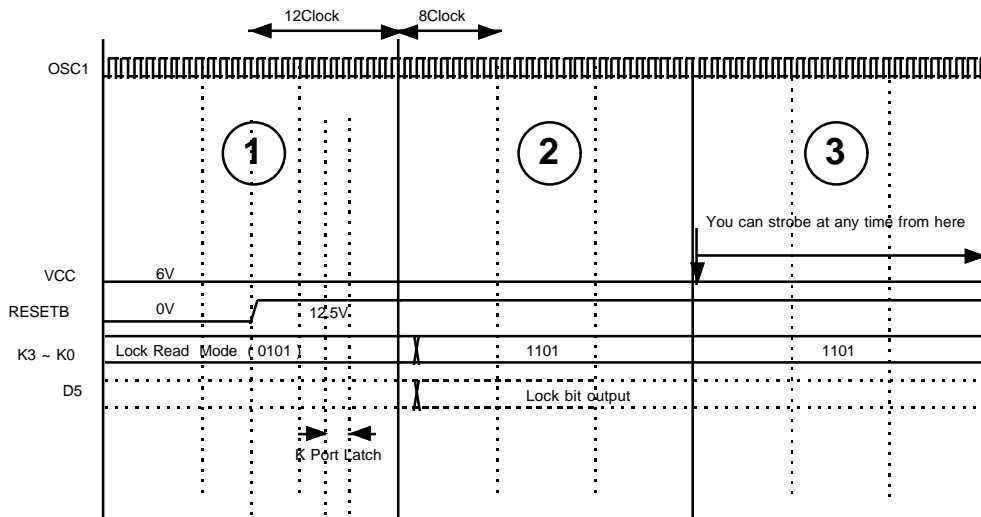 12Clock 8Clock
OSC1
1 2 3
You can strobe at any time from here
VCC 6V
RESETB 0V 12.5V
K3 ~ K0 Lock Read Mode ( 0101 ) 1101 1101
D5 Lock bit output
K Port Latch